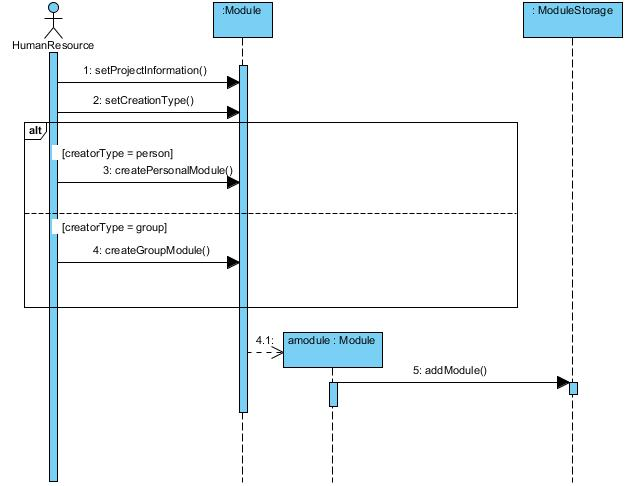 :Module
: ModuleStorage
HumanResource
1: setProjectInformation()
2: setCreationType()
alt
[creatorType = person]
3: createPersonalModule()
[creatorType = group]
4: createGroupModule()
4.1:
amodule : Module
5: addModule()